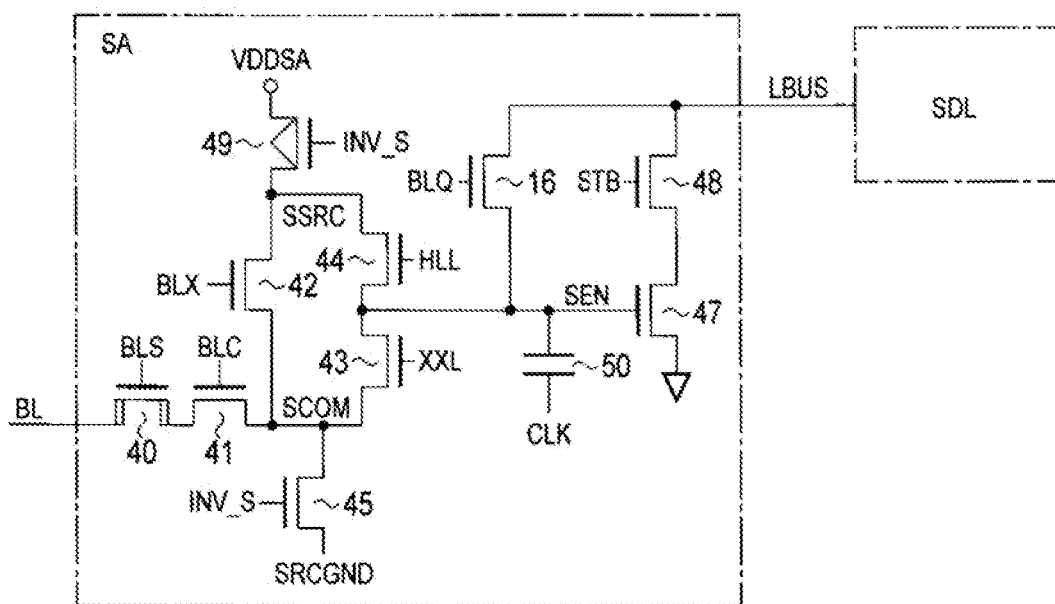 SA
VDDSA
49
INV_S
LBUS
SDL
BLQ
16
STB
48
SSRC
44
HLL
BLX
42
SEN
47
BLS
BLC
43
XXL
50
BL
SCOM
CLK
40
41
INV_S
45
SRCGND